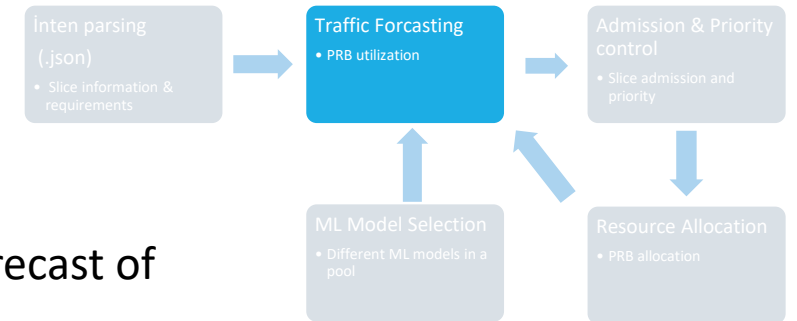 İnten parsing
(.json)
• Slice information &
requirements
Traffic Forcasting
• PRB utilization
Admission & Priority
control
• Slice admission and
priority
ML Model Selection
• Different ML models in a
pool
Resource Allocation
• PRB allocation
recast of